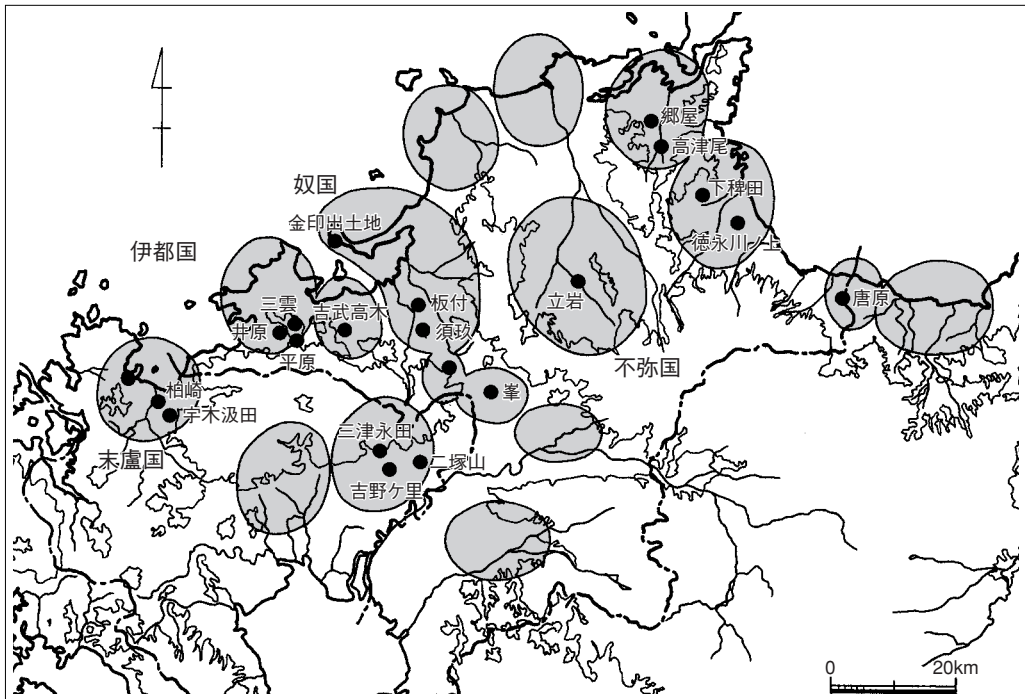 郷屋
高津尾
下稗田
徳永川ノ上
奴国
金印出土地
伊都国
三雲
吉武高木
板付
井原
須玖
平原
立岩
唐原
不弥国
峯
柏崎
宇木汲田
末盧国
三津永田
二塚山
吉野ケ里
0
20km